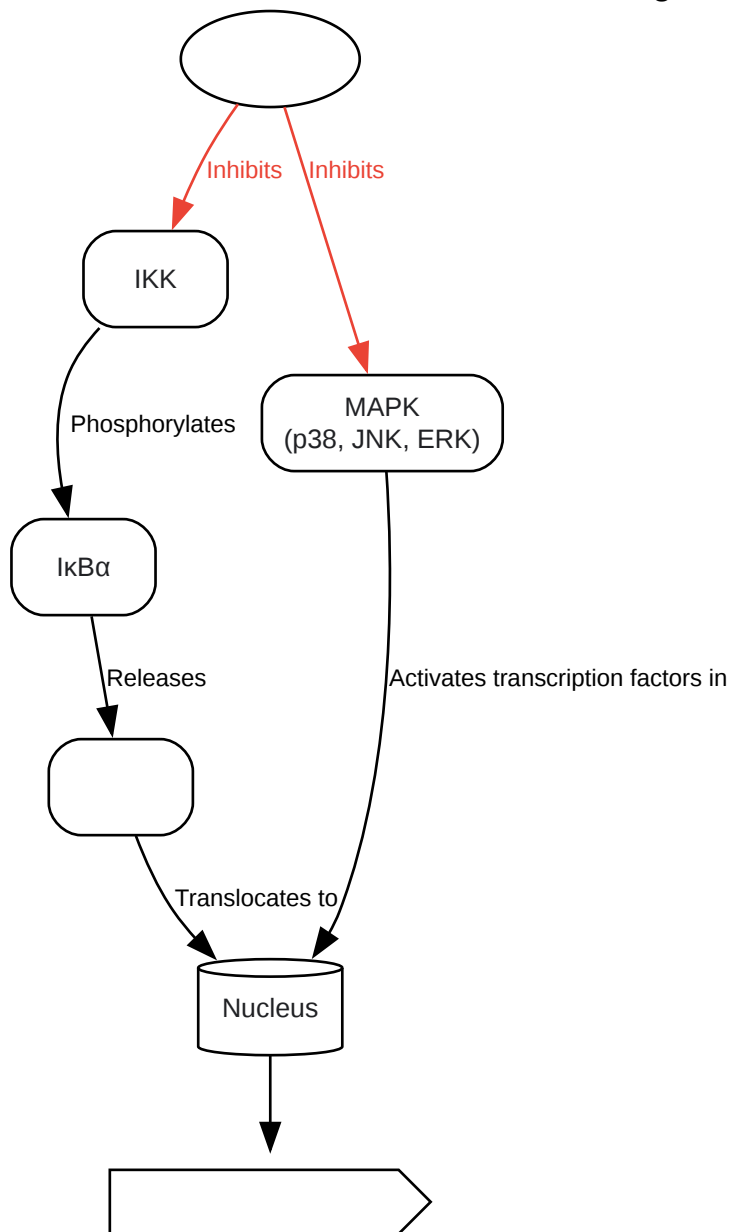 Inhibits
Inhibits
IKK
MAPK
(p38, JNK, ERK)
Phosphorylates
IκBα
Releases
Activates transcription factors in
Translocates to
Nucleus